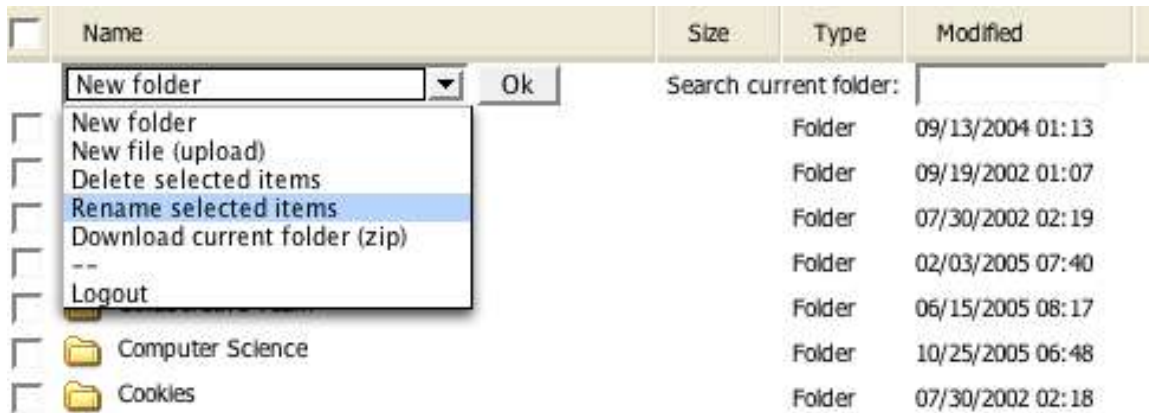 Name Size Type Modified
New folder Ok Search current folder:
New folder
Folder 09/13/2004 01:13
New file (upload)
Delete selected items Folder 09/19/2002 01:07
Rename selected items Folder 07/30/2002 02:19
Download current folder (zip)
-- Folder 02/03/2005 07:40
Logout
Folder 06/15/2005 08:17
Computer Science Folder 10/25/2005 06:48
Cookies Folder 07/30/2002 02:18